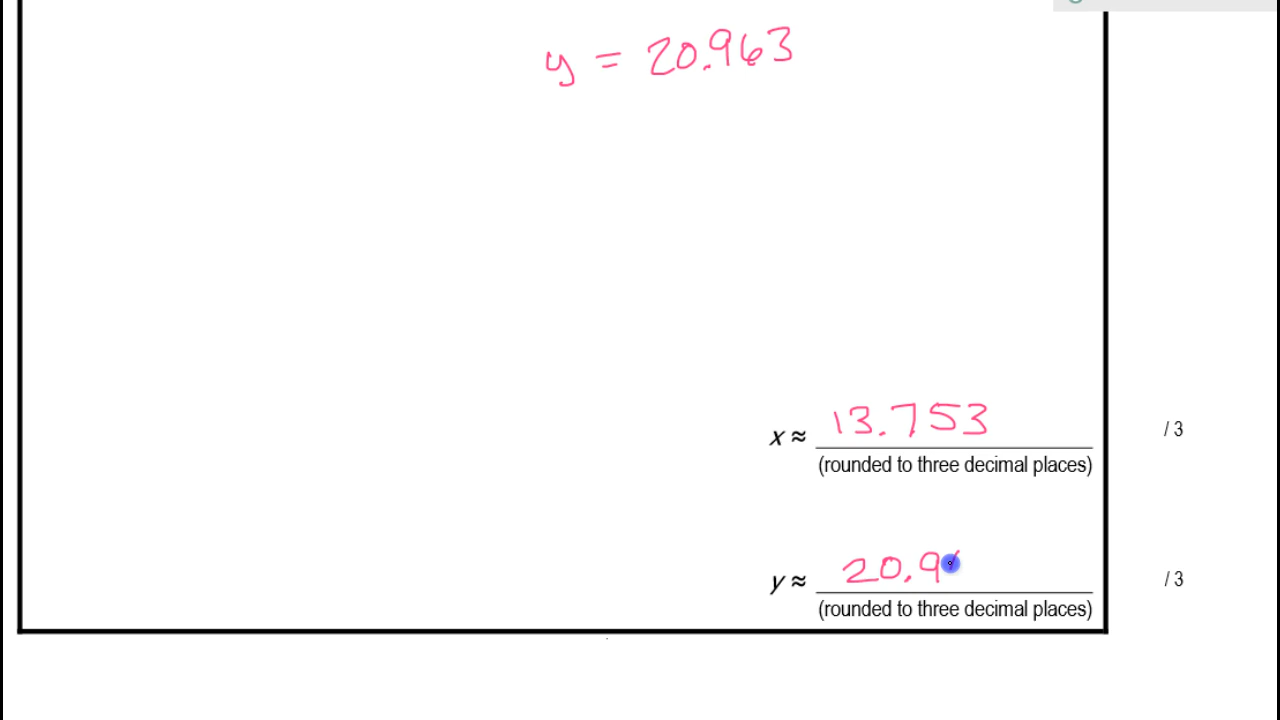 y = 20.963
x ≈ 13.753
/ 3
(rounded to three decimal places)
y ≈ 20.9
/ 3
(rounded to three decimal places)